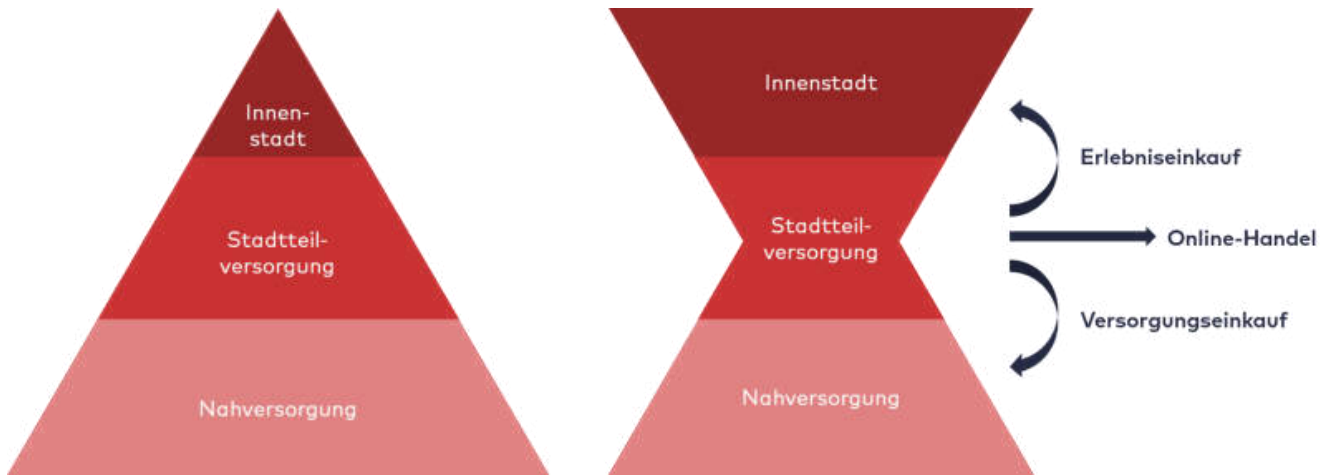 Innen-
stadt
Stadtteil-
versorgung
Nahversorgung
Innenstadt
Stadtteil-
versorgung
Nahversorgung
Erlebniseinkauf
Online-Handel
Versorgungseinkauf